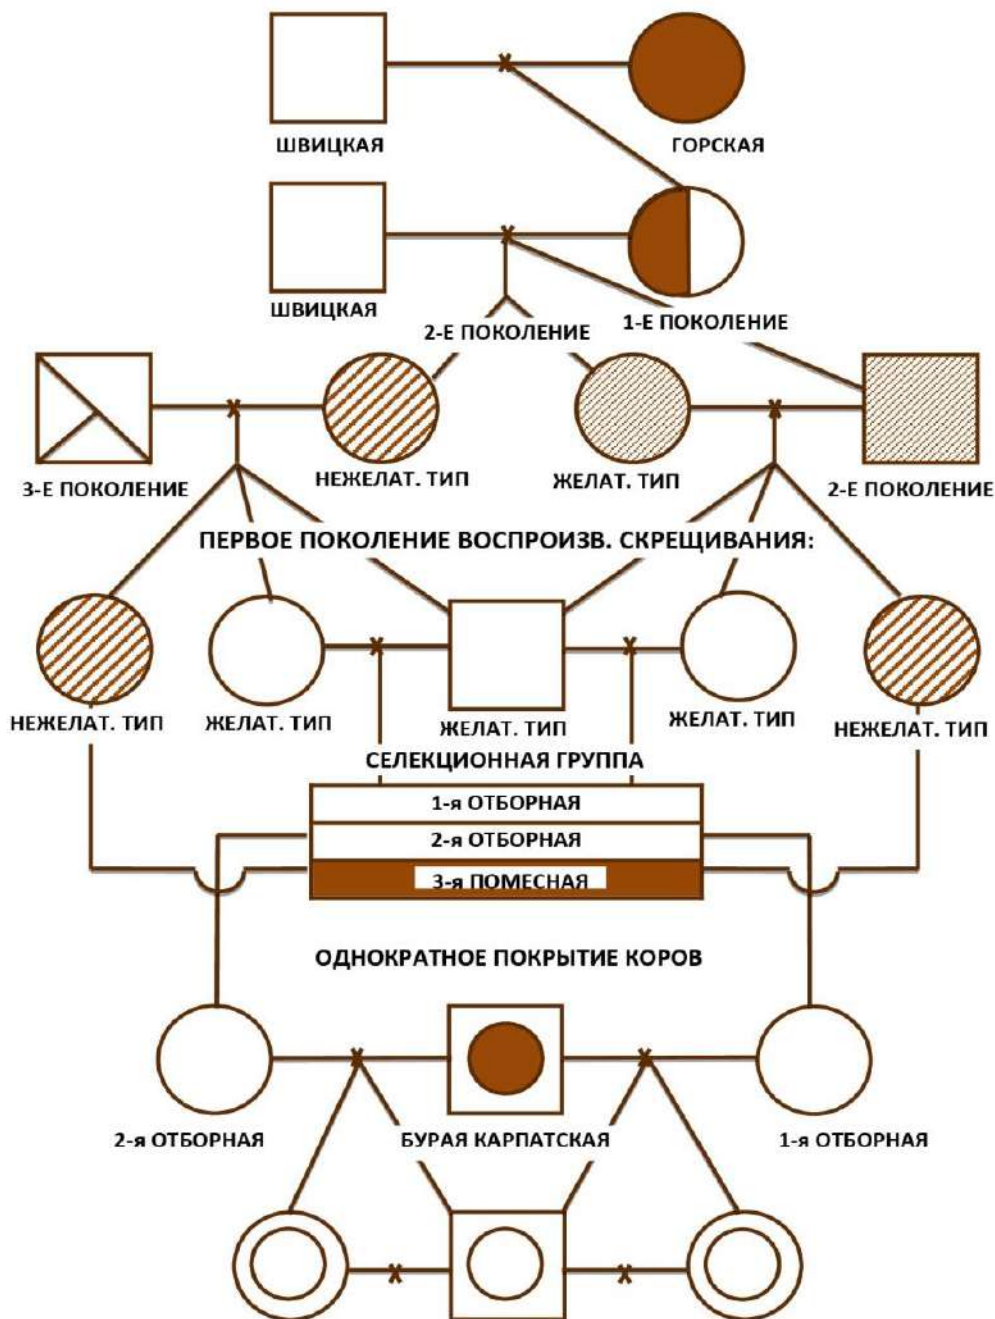 ШВИЦКАЯ
ГОРСКАЯ
ШВИЦКАЯ
2-Е ПОКОЛЕНИЕ
1-Е ПОКОЛЕНИЕ
3-Е ПОКОЛЕНИЕ
НЕЖЕЛАТ. ТИП
ЖЕЛАТ. ТИП
2-Е ПОКОЛЕНИЕ
ПЕРВОЕ ПОКОЛЕНИЕ ВОСПРОИЗВ. СКРЕЩИВАНИЯ:
НЕЖЕЛАТ. ТИП
ЖЕЛАТ. ТИП
ЖЕЛАТ. ТИП
ЖЕЛАТ. ТИП
НЕЖЕЛАТ. ТИП
СЕЛЕКЦИОННАЯ ГРУППА
1-я ОТБОРНАЯ
2-я ОТБОРНАЯ
3-я ПОМЕСНАЯ
ОДНОКРАТНОЕ ПОКРЫТИЕ КОРОВ
2-я ОТБОРНАЯ
БУРАЯ КАРПАТСКАЯ
1-я ОТБОРНАЯ